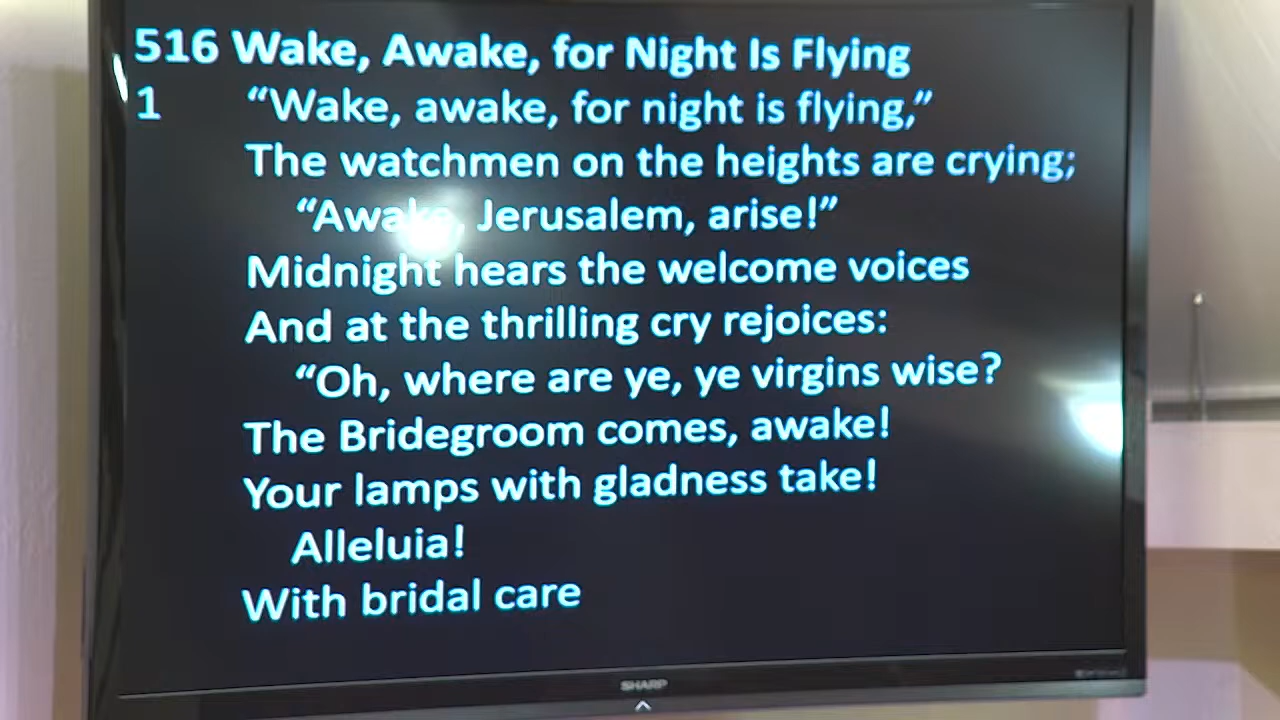 516 Wake, Awake, for Night Is Flying
1 “Wake, awake, for night is flying,”
The watchmen on the heights are crying;
“Awake, Jerusalem, arise!”
Midnight hears the welcome voices
And at the thrilling cry rejoices:
“Oh, where are ye, ye virgins wise?
The Bridegroom comes, awake!
Your lamps with gladness take!
Alleluia!
With bridal care
SHARP